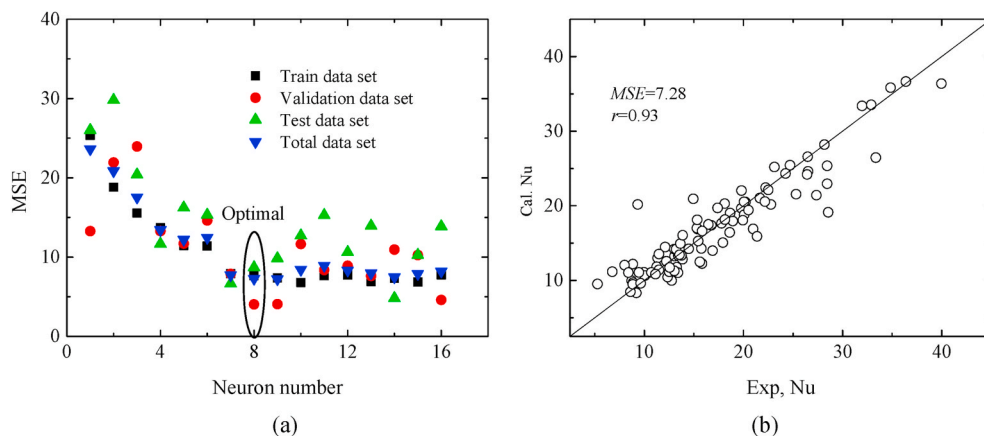 (a)
(b)
40
30
20
10
0
MSE
Train data set
Validation data set
Test data set
Total data set
Optimal
0 4 8 12 16
Neuron number
40
30
20
10
Cal. Nu
MSE=7.28
r=0.93
10 20 30 40
Exp, Nu
(a)
(b)